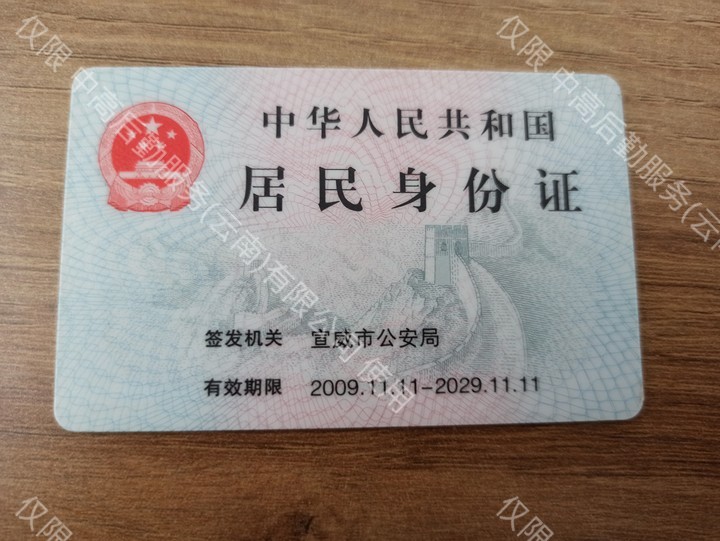 中华人民共和国
居民身份证
签发机关 宣威市公安局
有效期限 2009.11.11-2029.11.11
仅限 中高后勤服务(云南)有限公司 使用
仅限 中高后勤服务(云南
仅限
仅限